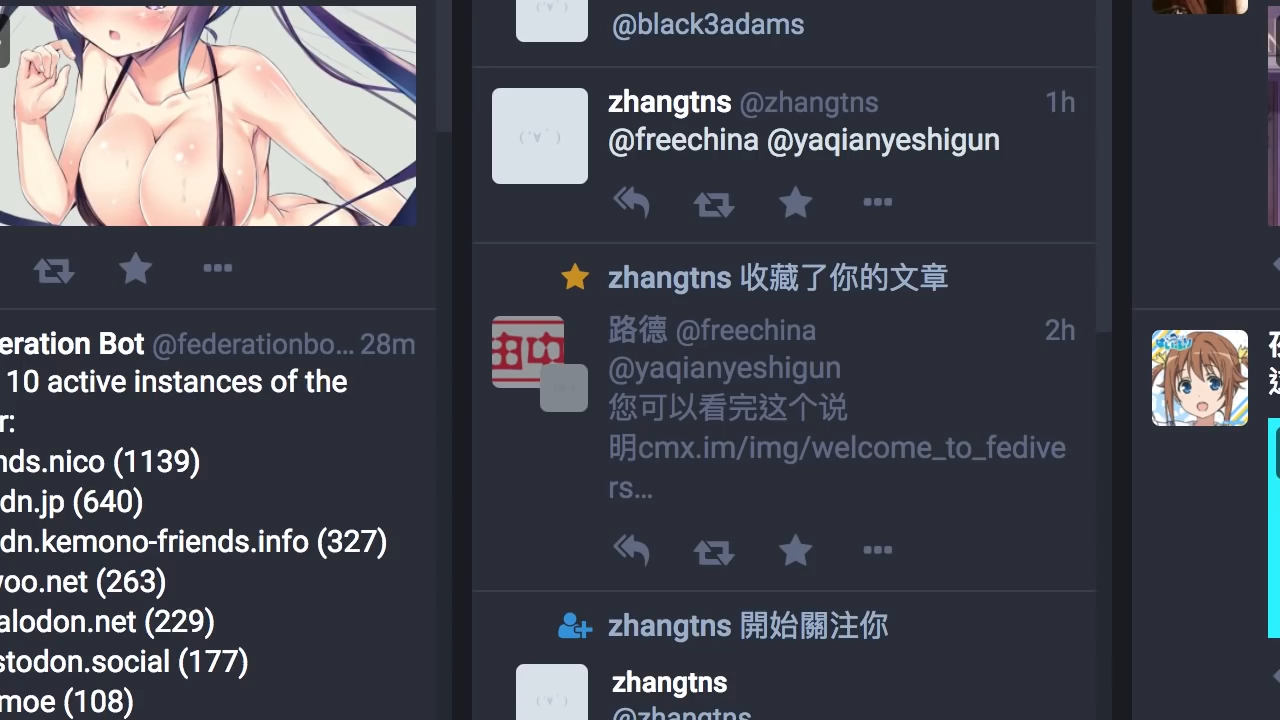 eration Bot @federationbo... 28m
10 active instances of the
r:
nds.nico (1139)
dn.jp (640)
dn.kemono-friends.info (327)
oo.net (263)
alodon.net (229)
stodon.social (177)
moe (108)
@black3adams
zhangtns @zhangtns 1h
@freechina @yaqianyeshigun
zhangtns 收藏了你的文章
路德 @freechina 2h
@yaqianyeshigun
您可以看完这个说
明cmx.im/img/welcome_to_fedive
rs...
zhangtns 開始關注你
zhangtns
@zhangtns